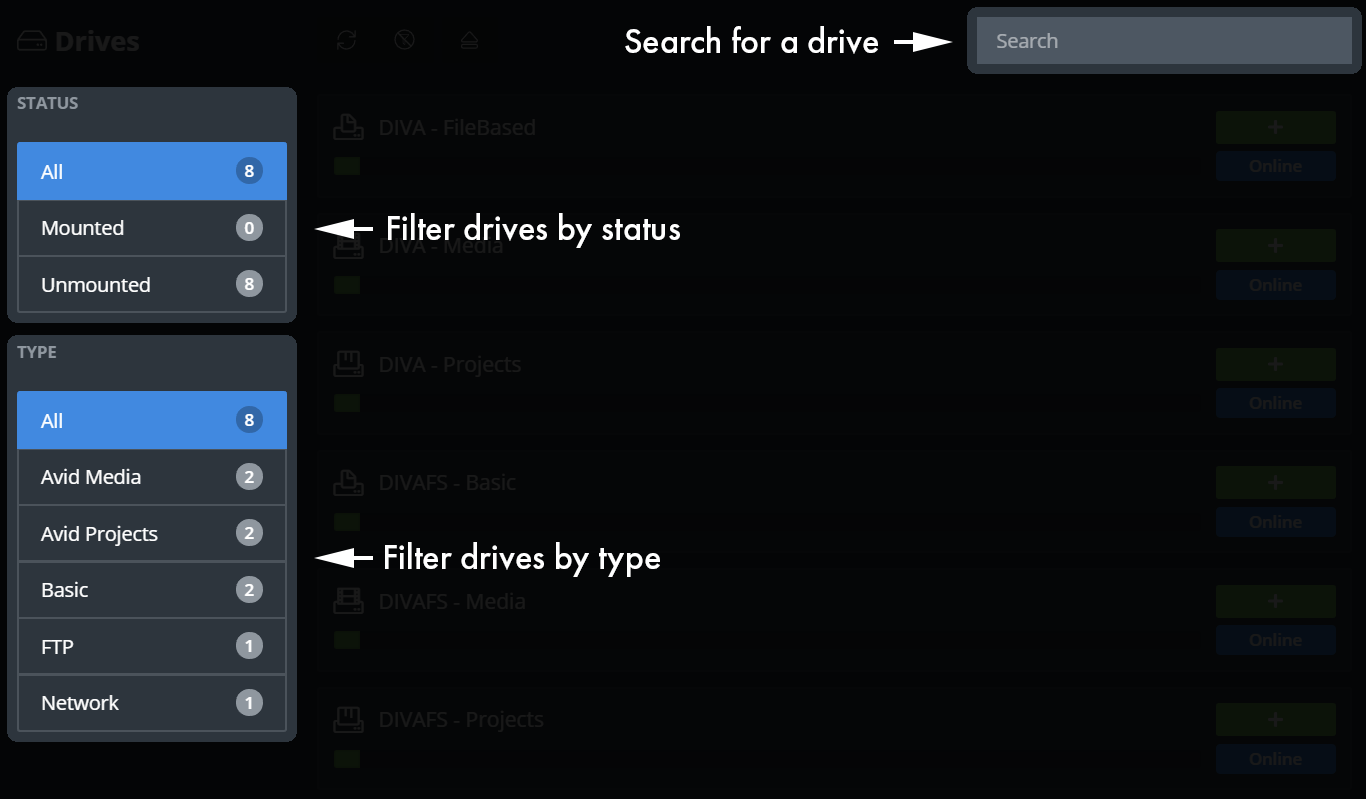 Drives
Search for a drive
Search
STATUS
All 8
Mounted 0
Unmounted 8
TYPE
All 8
Avid Media 2
Avid Projects 2
Basic 2
FTP 1
Network 1
DIVA - FileBased
+
Online
Filter drives by status
DIVA - Media
+
Online
DIVA - Projects
+
Online
DIVAFS - Basic
+
Online
Filter drives by type
DIVAFS - Media
+
Online
DIVAFS - Projects
+
Online